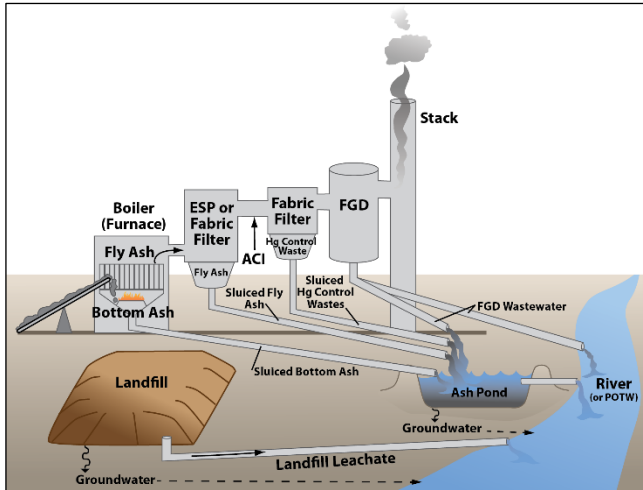 Stack
Boiler
(Furnace)
ESP or
Fabric
Filter
Fabric
Filter
FGD
Fly Ash
Hg Control
Waste
ACI
Fly Ash
Bottom Ash
Sluiced Fly
Ash
Sluiced
Hg Control
Wastes
FGD Wastewater
Sluiced Bottom Ash
Landfill
Ash Pond
River
(or POTW)
Groundwater
Landfill Leachate
Groundwater